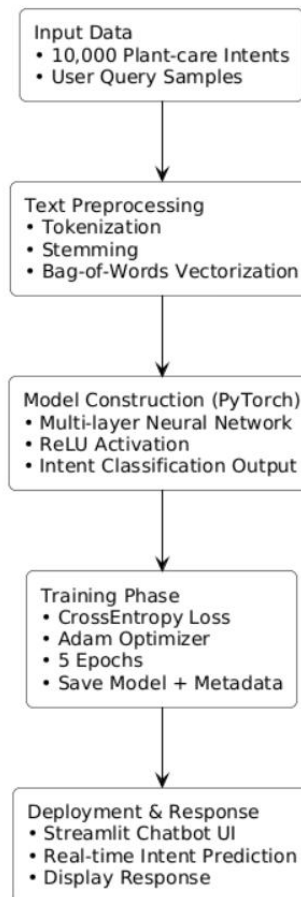 Input Data
• 10,000 Plant-care Intents
• User Query Samples
Text Preprocessing
• Tokenization
• Stemming
• Bag-of-Words Vectorization
Model Construction (PyTorch)
• Multi-layer Neural Network
• ReLU Activation
• Intent Classification Output
Training Phase
• CrossEntropy Loss
• Adam Optimizer
• 5 Epochs
• Save Model + Metadata
Deployment & Response
• Streamlit Chatbot UI
• Real-time Intent Prediction
• Display Response